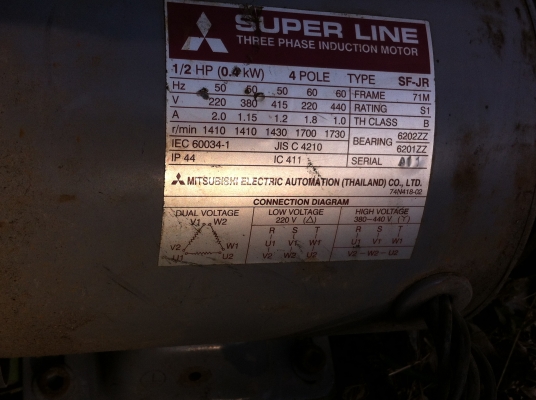 SUPER LINE
THREE PHASE INDUCTION MOTOR
1/2 HP (0.4 kW) 4 POLE TYPE SF-JR
Hz 50 50 50 60 60 FRAME 71M
V 220 380 415 220 440 RATING S1
A 2.0 1.15 1.2 1.8 1.0 TH CLASS B
r/min 1410 1410 1430 1700 1730 BEARING 6202ZZ
6201ZZ
IEC 60034-1 JIS C 4210
IP 44 IC 411 SERIAL
MITSUBISHI ELECTRIC AUTOMATION (THAILAND) CO., LTD.
74N418-02
CONNECTION DIAGRAM
DUAL VOLTAGE LOW VOLTAGE HIGH VOLTAGE
220 V (△) 380~440 V (Y)
V1 W2 R S T R S T
V2 W1 U1 V1 W1 U1 V1 W1
U1 U2 V2 W2 U2 V2 - W2 - U2